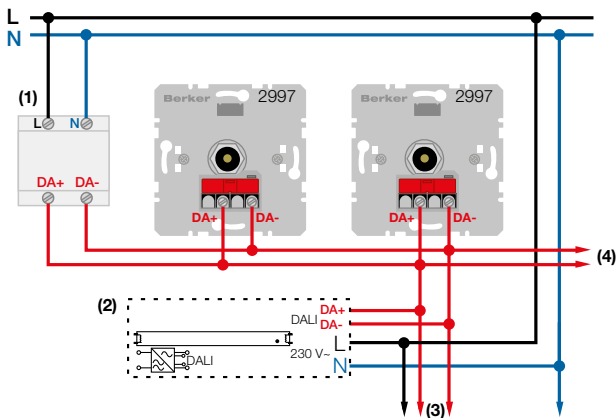 L
N
(1)
L N
DA+ DA-
Berker 2997
DA+ DA-
Berker 2997
DA+ DA-
(4)
(2)
DALI DA+
DA-
L
230 V~
N
DALI
(3)